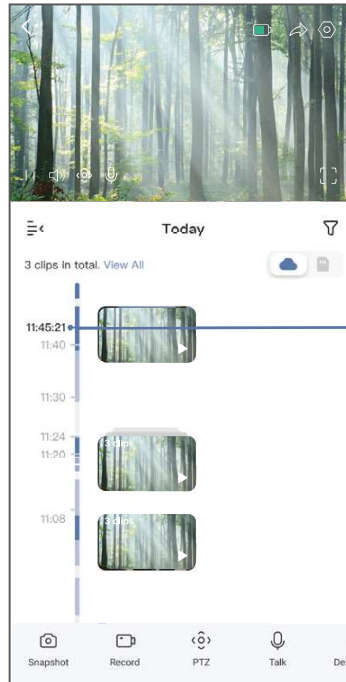 Today
3 clips in total. View All
11:45:21
11:40
11:30
11:24
3 clips
11:20
3 clips
11:08
Snapshot
Record
PTZ
Talk
De